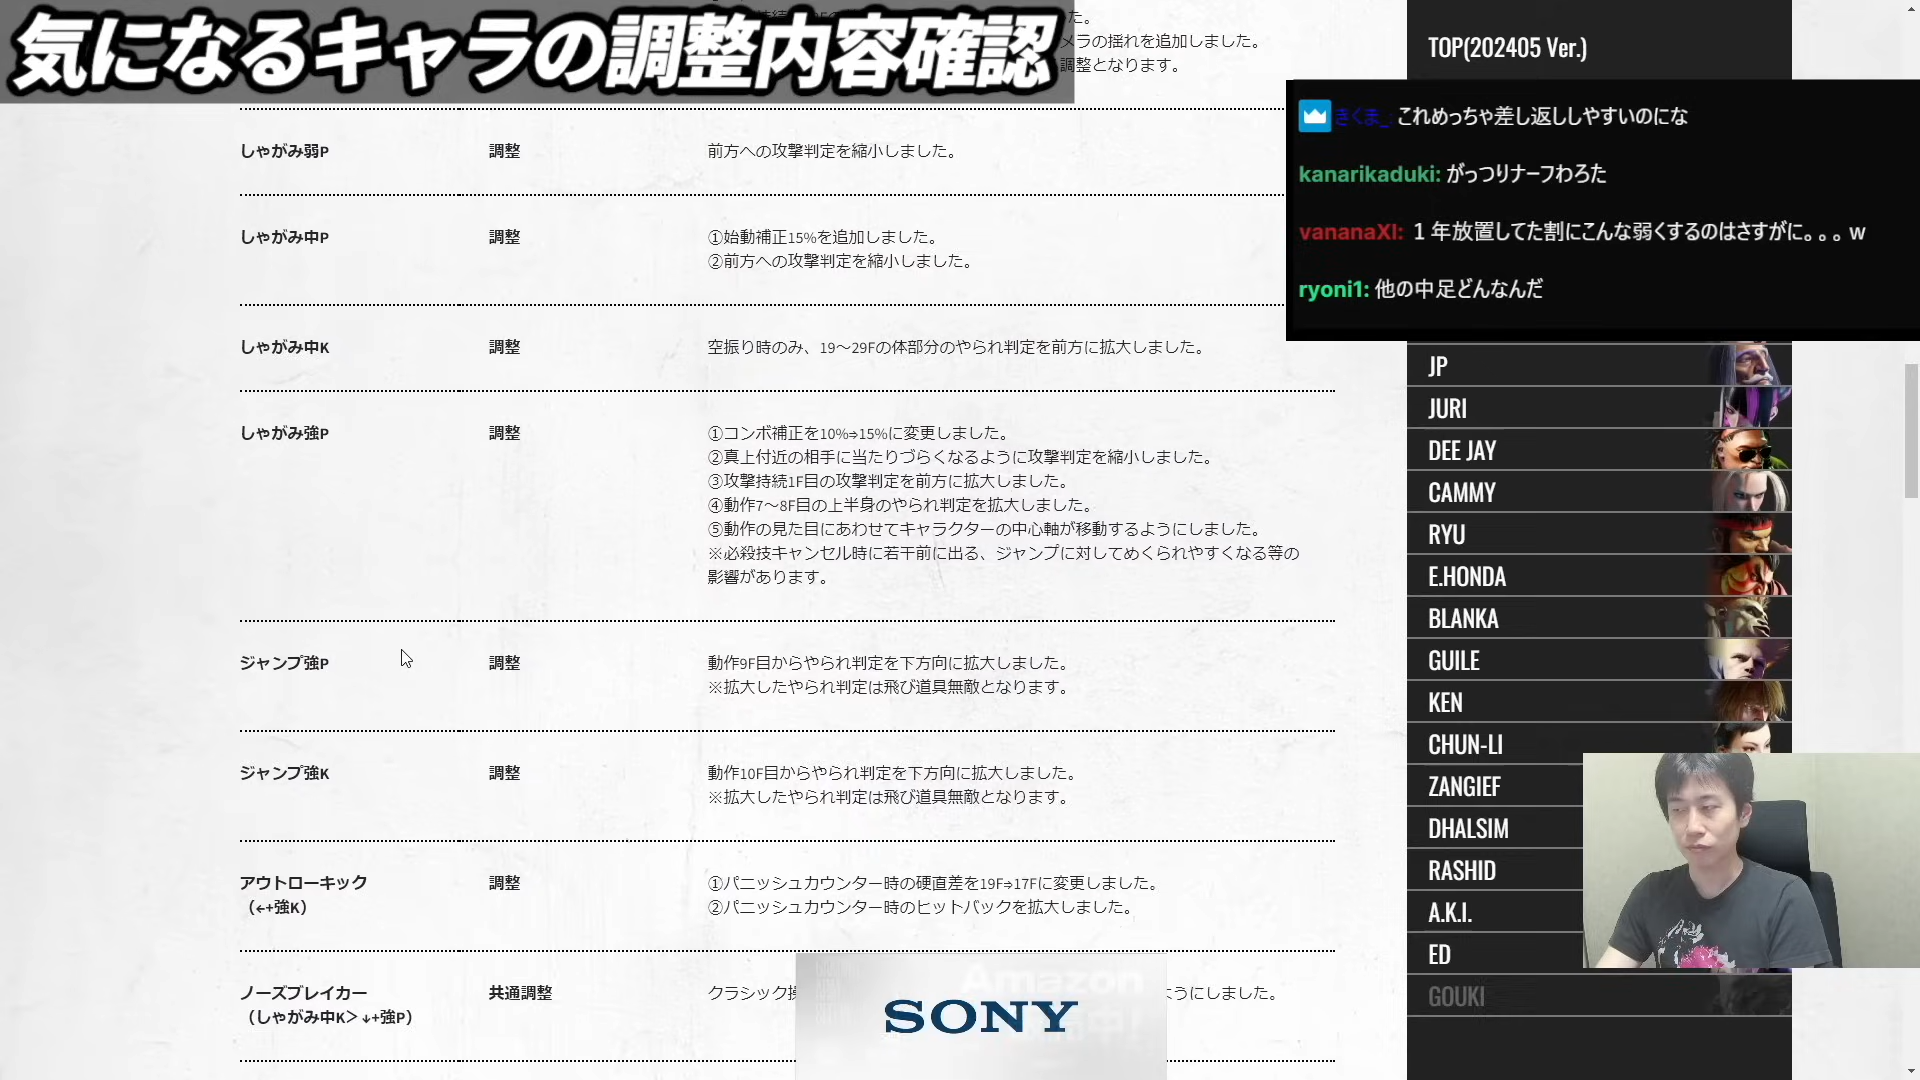 気になるキャラの調整内容確認
た。
メラの揺れを追加しました。
調整となります。
しゃがみ弱P
調整
前方への攻撃判定を縮小しました。
しゃがみ中P
調整
①始動補正15%を追加しました。
②前方への攻撃判定を縮小しました。
しゃがみ中K
調整
空振り時のみ、19～29Fの体部分のやられ判定を前方に拡大しました。
しゃがみ強P
調整
①コンボ補正を10%⇒15%に変更しました。
②真上付近の相手に当たりづらくなるように攻撃判定を縮小しました。
③攻撃持続1F目の攻撃判定を前方に拡大しました。
④動作7～8F目の上半身のやられ判定を拡大しました。
⑤動作の見た目にあわせてキャラクターの中心軸が移動するようにしました。
※必殺技キャンセル時に若干前に出る、ジャンプに対してめくられやすくなる等の
影響があります。
ジャンプ強P
調整
動作9F目からやられ判定を下方向に拡大しました。
※拡大したやられ判定は飛び道具無敵となります。
ジャンプ強K
調整
動作10F目からやられ判定を下方向に拡大しました。
※拡大したやられ判定は飛び道具無敵となります。
アウトローキック
（←+強K）
調整
①パニッシュカウンター時の硬直差を19F⇒17Fに変更しました。
②パニッシュカウンター時のヒットバックを拡大しました。
ノーズブレイカー
（しゃがみ中K＞↓+強P）
共通調整
クラシック操
ようにしました。
Amazon
SONY
TOP(202405 Ver.)
きくま_: これめっちゃ差し返ししやすいのにな
kanarikaduki: がっつりナーフわろた
vananaXI: １年放置してた割にこんな弱くするのはさすがに。。。w
ryoni1: 他の中足どんなんだ
JP
JURI
DEE JAY
CAMMY
RYU
E.HONDA
BLANKA
GUILE
KEN
CHUN-LI
ZANGIEF
DHALSIM
RASHID
A.K.I.
ED
GOUKI